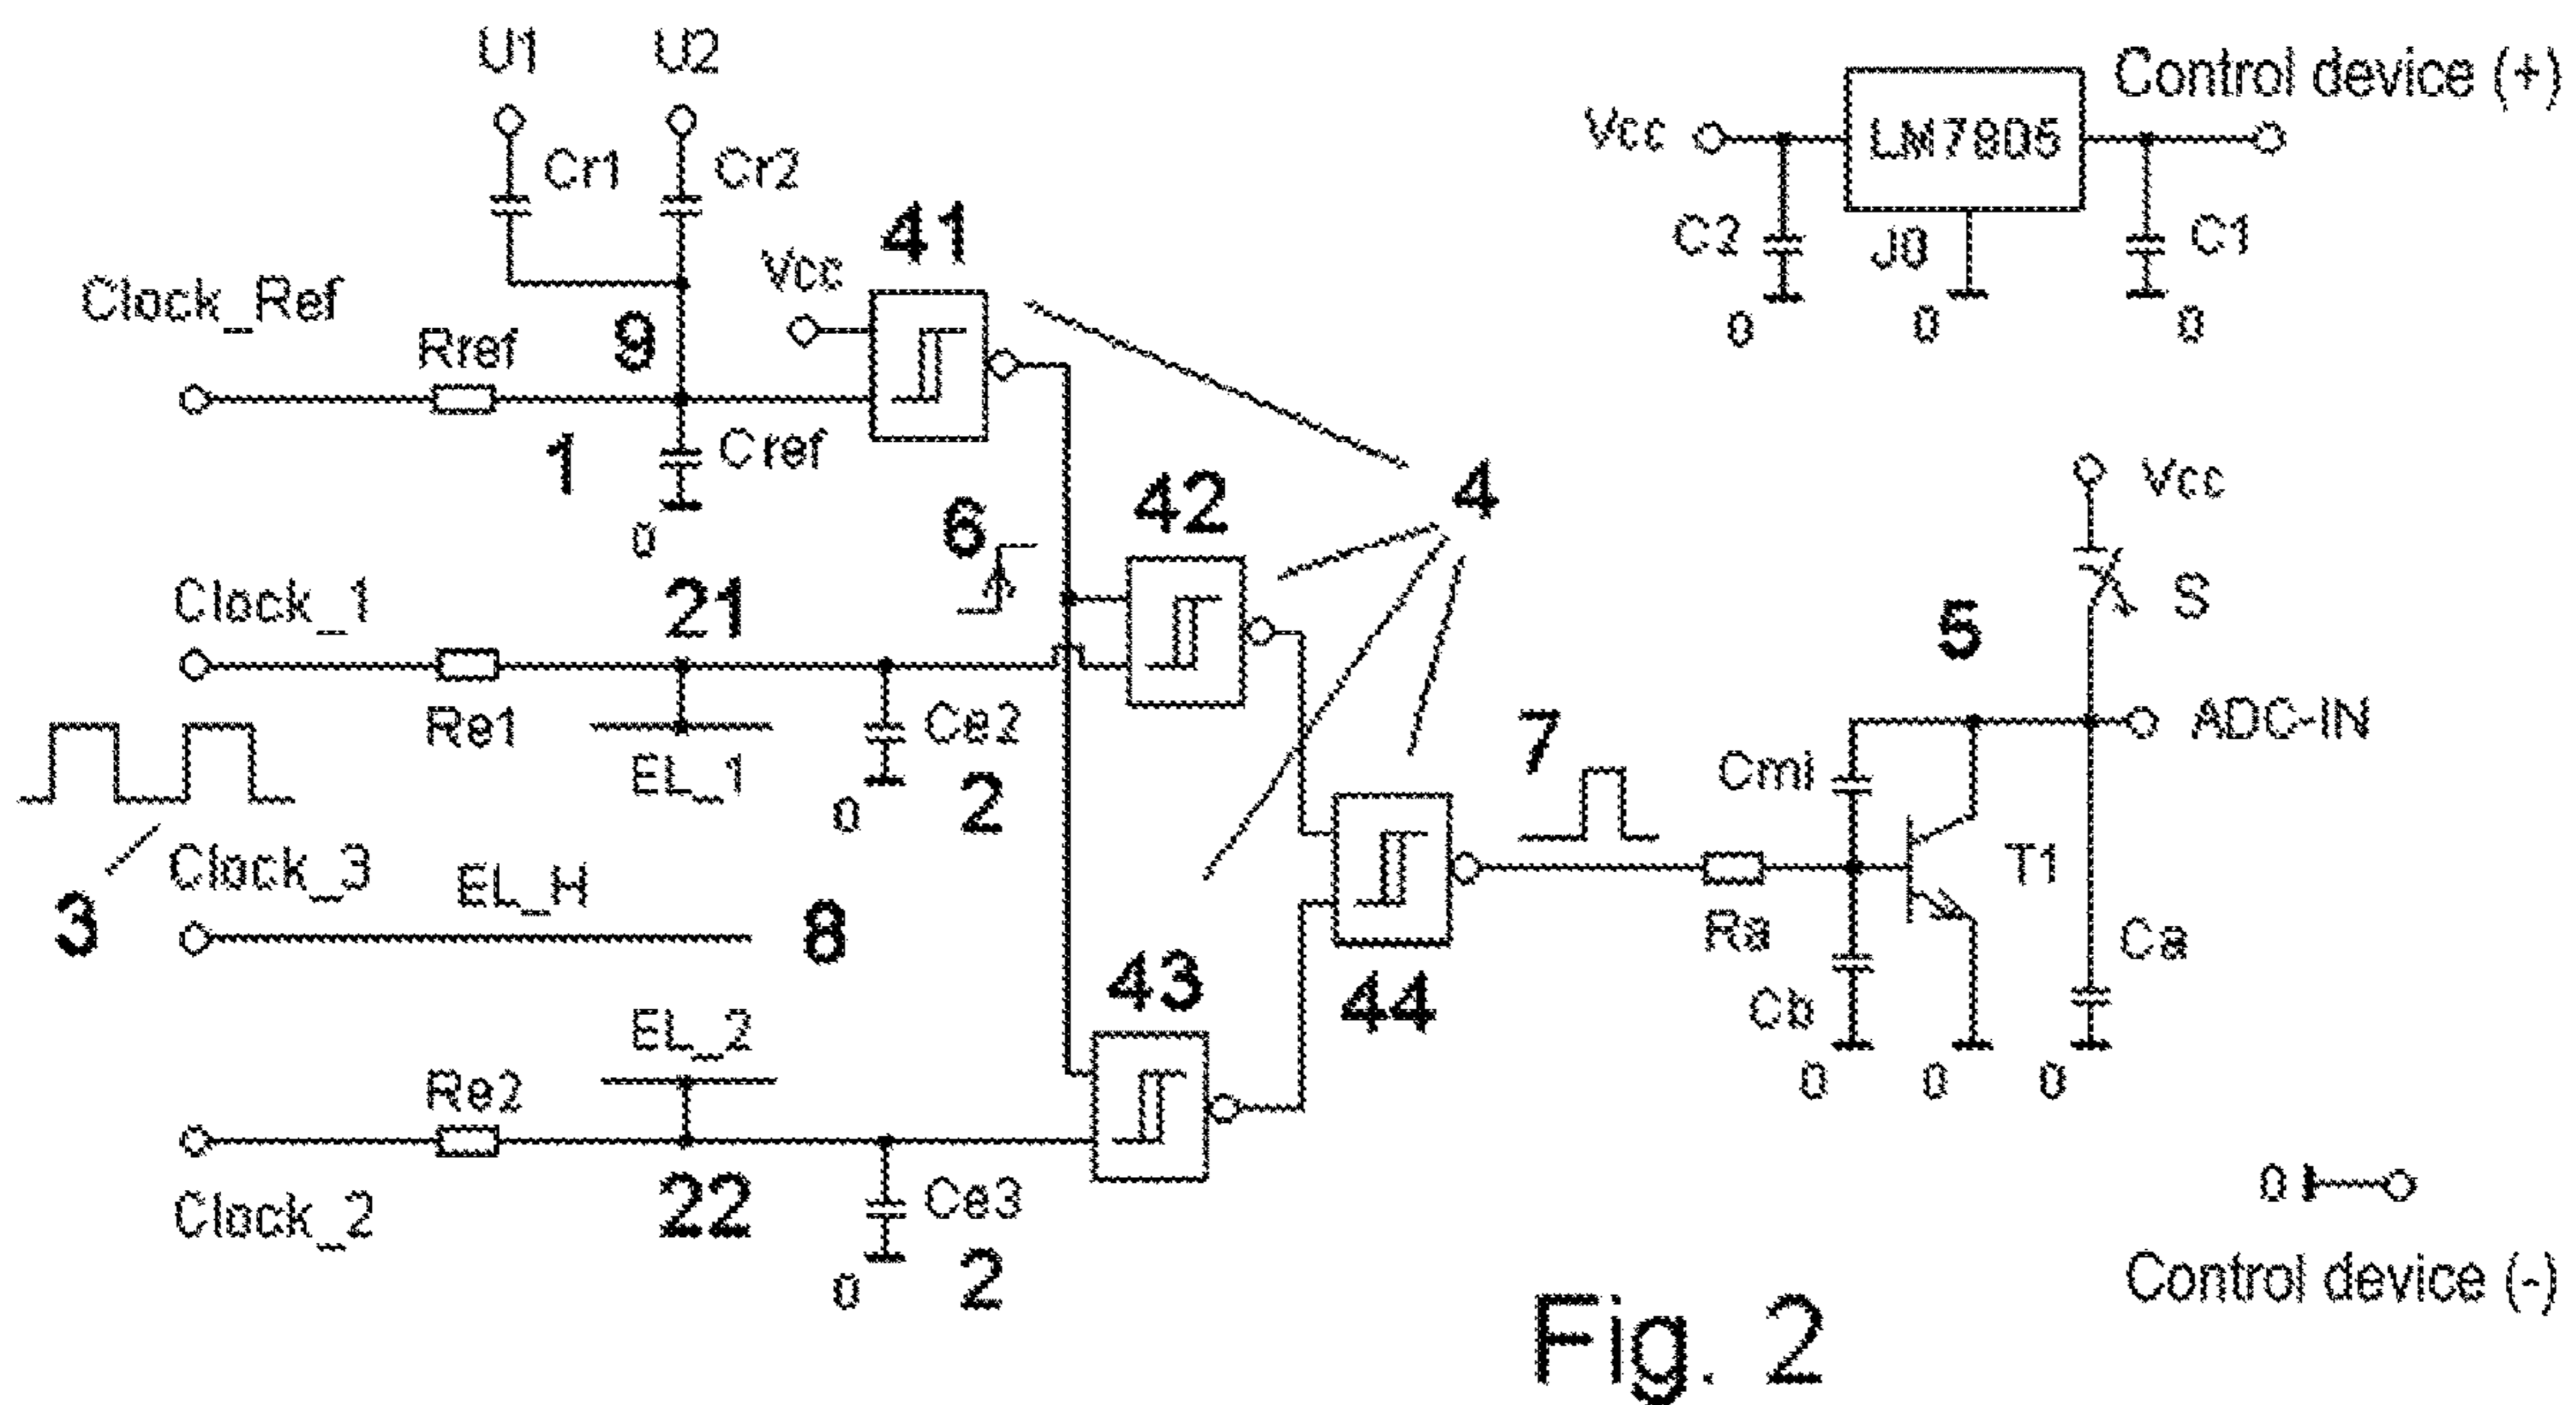 U1 U2
Control device (+)
Vcc LM7805
Cr1 Cr2
41
C2 J0 C1
Vcc
Clock_Ref
0 0 0
Rref 9
1 Cref
4
Vcc
42
6
0
Clock_1 21
S
5
Re1 EL_1 Ce2
ADC-IN
7
Cmi
0 2
Clock_3 EL_H
T1
3 8
Ra Ca
43 44
Cb
EL_2
Re2
0 0 0
Clock_2 22 Ce3
0
0 2
Control device (-)
Fig. 2